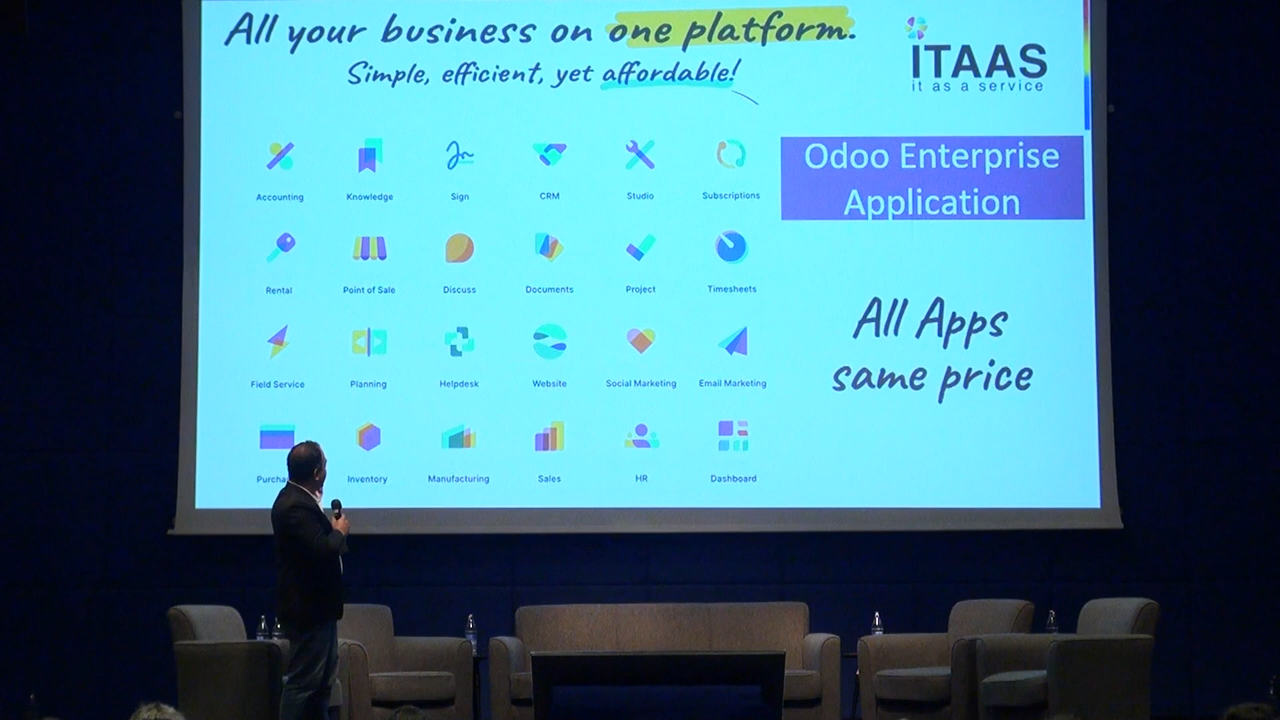 All your business on one platform.
Simple, efficient, yet affordable!
ITAAS
it as a service
Accounting
Knowledge
Sign
CRM
Studio
Subscriptions
Odoo Enterprise
Application
Rental
Point of Sale
Discuss
Documents
Project
Timesheets
All Apps
same price
Field Service
Planning
Helpdesk
Website
Social Marketing
Email Marketing
Inventory
Manufacturing
Sales
HR
Dashboard